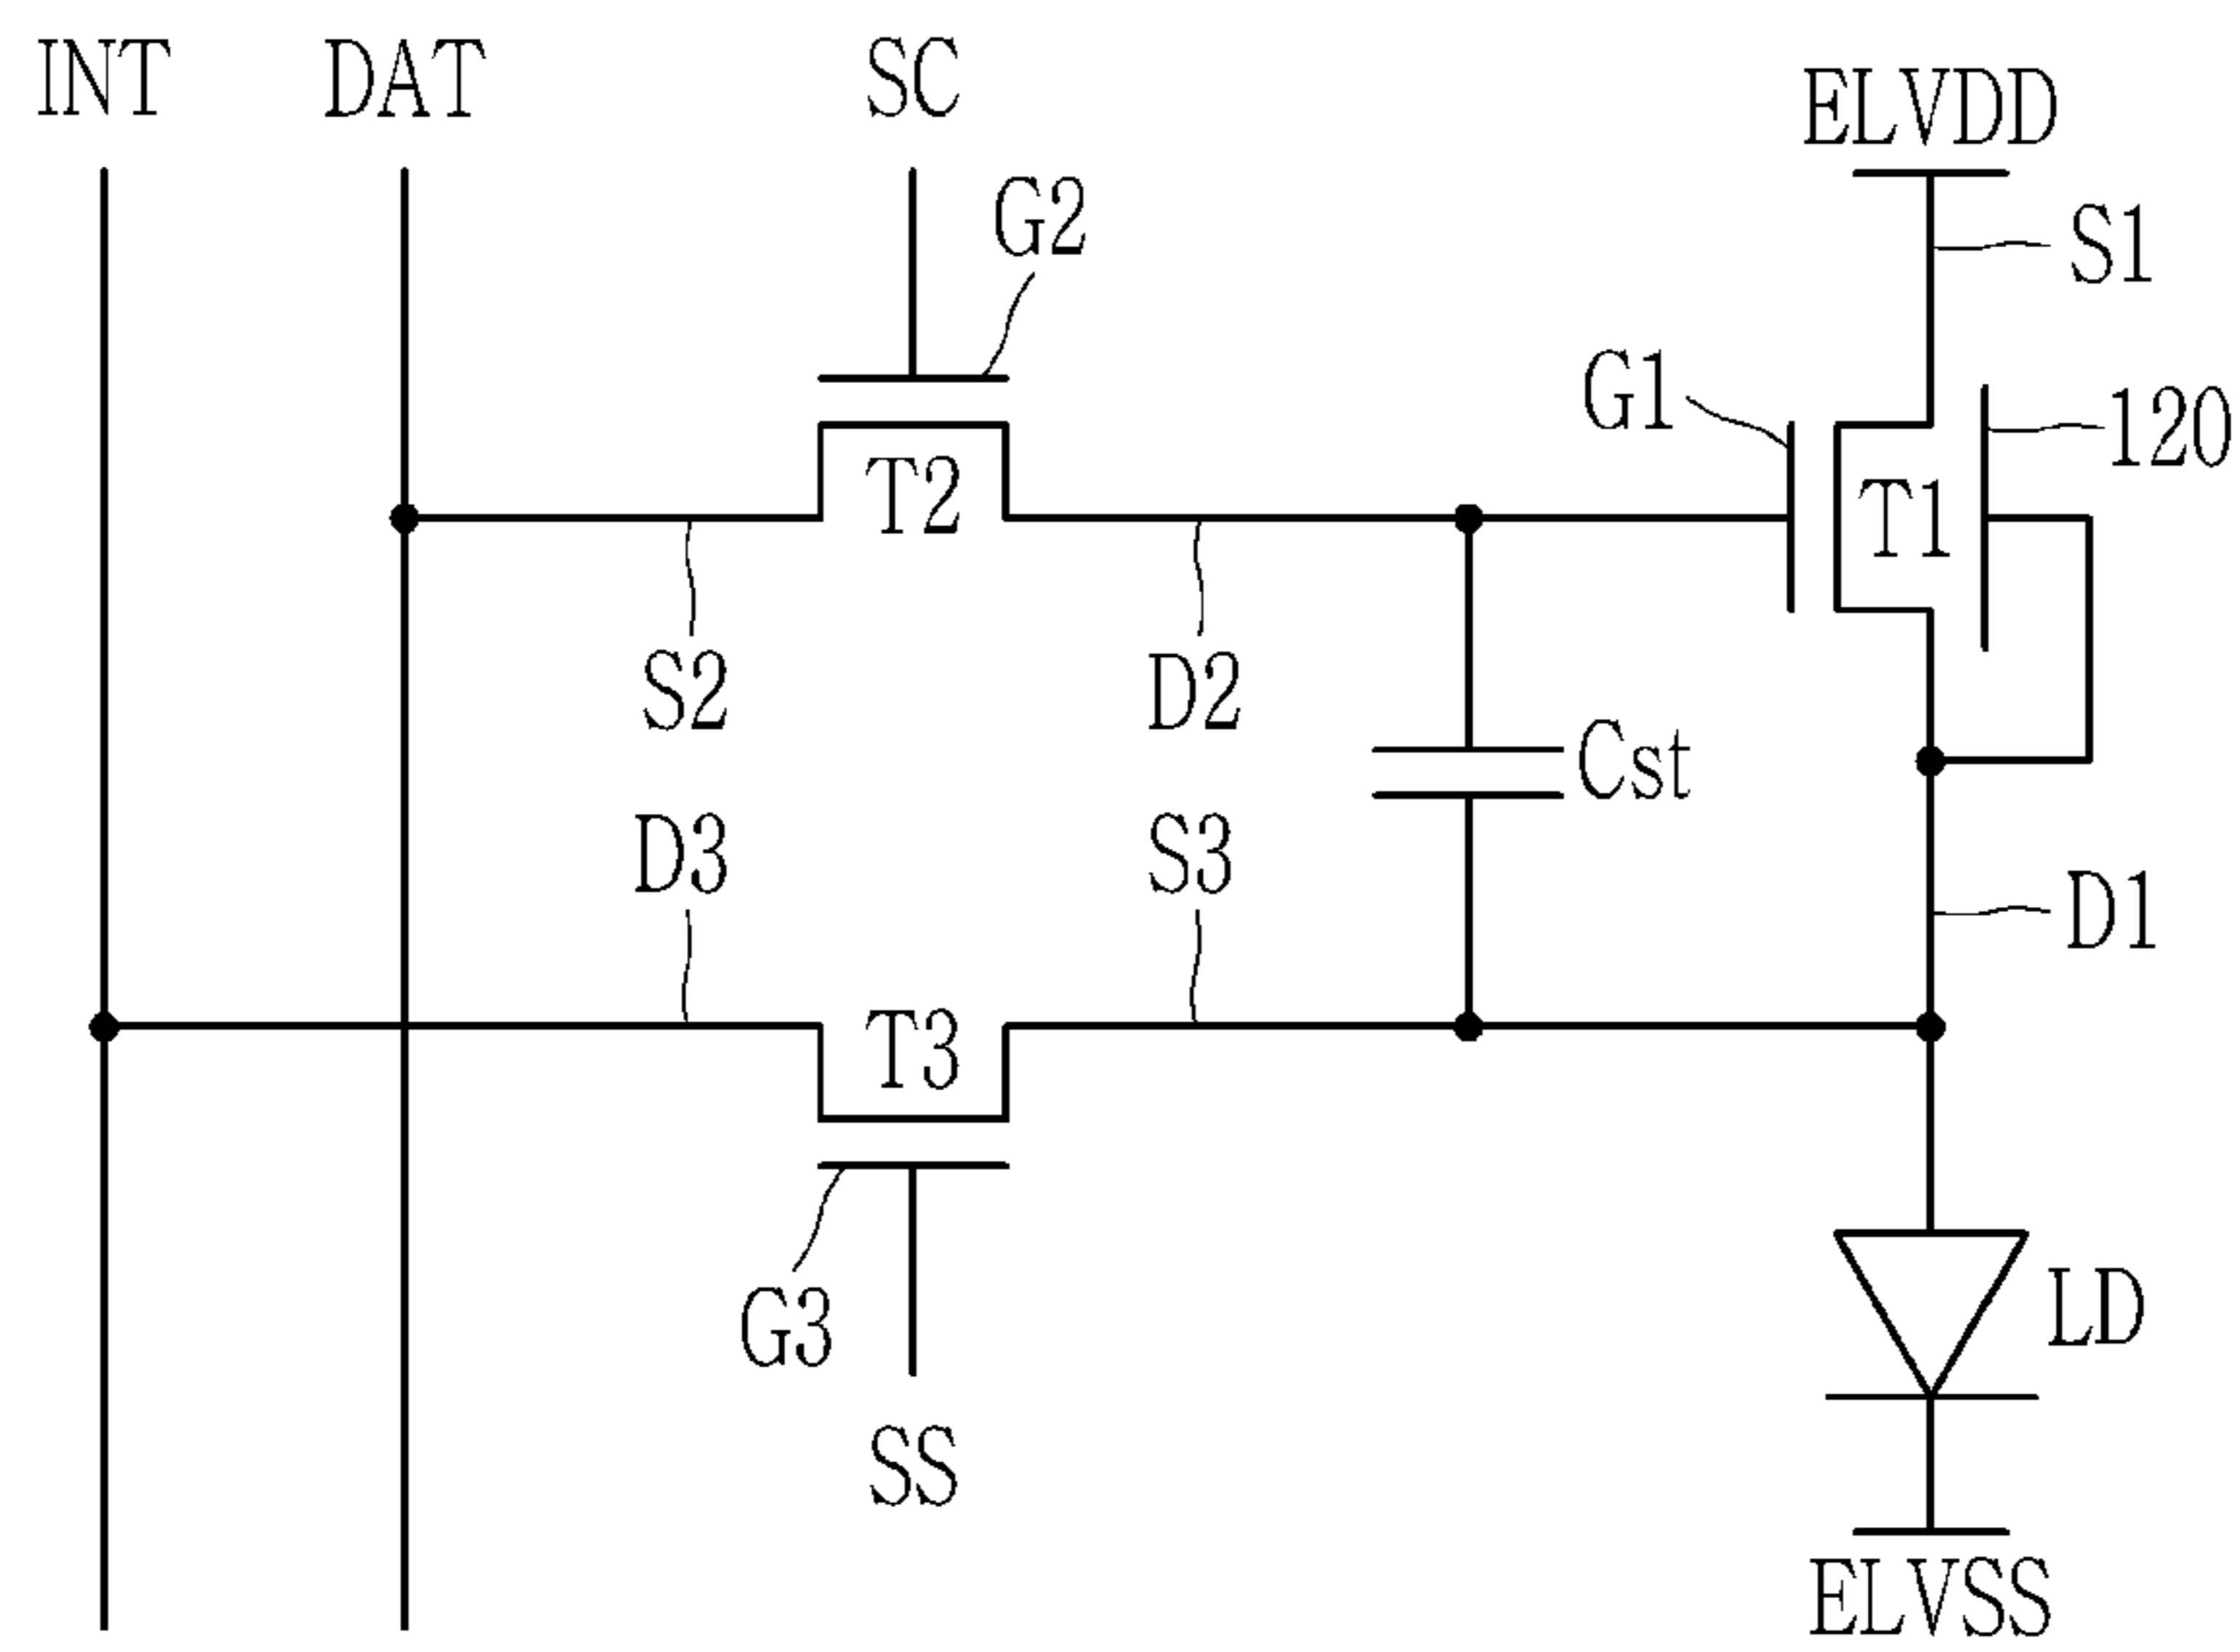 INT
DAT
SC
ELVDD
G2
S1
G1
120
T2
T1
S2
D2
Cst
D3
S3
D1
T3
G3
LD
SS
ELVSS